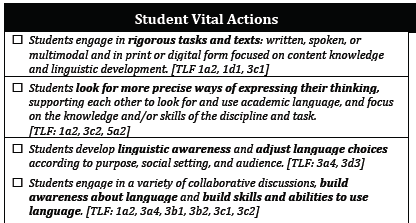 Student Vital Actions
☐ Students engage in rigorous tasks and texts: written, spoken, or
multimodal and in print or digital form focused on content knowledge
and linguistic development. [TLF 1a2, 1d1, 3c1]
☐ Students look for more precise ways of expressing their thinking,
supporting each other to look for and use academic language, and focus
on the knowledge and/or skills of the discipline and task.
[TLF: 1a2, 3c2, 5a2]
☐ Students develop linguistic awareness and adjust language choices
according to purpose, social setting, and audience. [TLF: 3a4, 3d3]
☐ Students engage in a variety of collaborative discussions, build
awareness about language and build skills and abilities to use
language. [TLF: 1a2, 3a4, 3b1, 3b2, 3c1, 3c2]